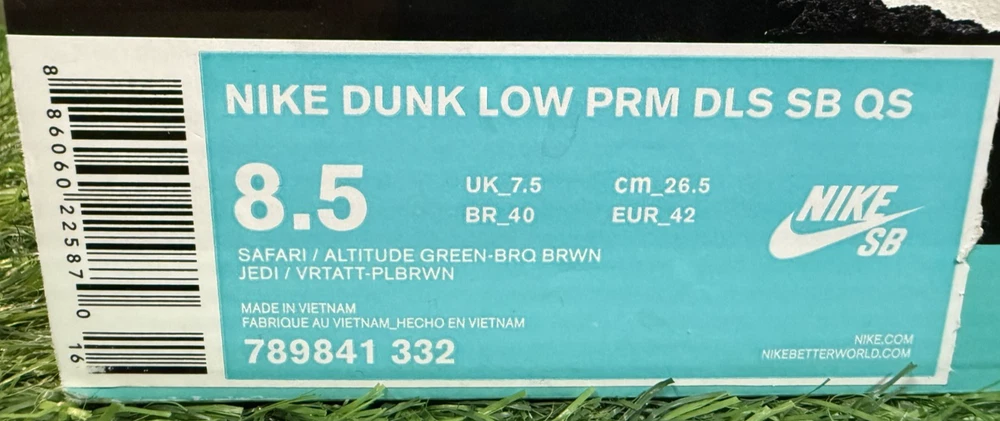 NIKE DUNK LOW PRM DLS SB QS
8.5
UK_7.5 cm_26.5
BR_40 EUR_42
NIKE
SB
SAFARI / ALTITUDE GREEN-BRQ BRWN
JEDI / VRTATT-PLBRWN
MADE IN VIETNAM
FABRIQUE AU VIETNAM_HECHO EN VIETNAM
789841 332
NIKE.COM
NIKEBETTERWORLD.COM
8 86060 22587 0
16